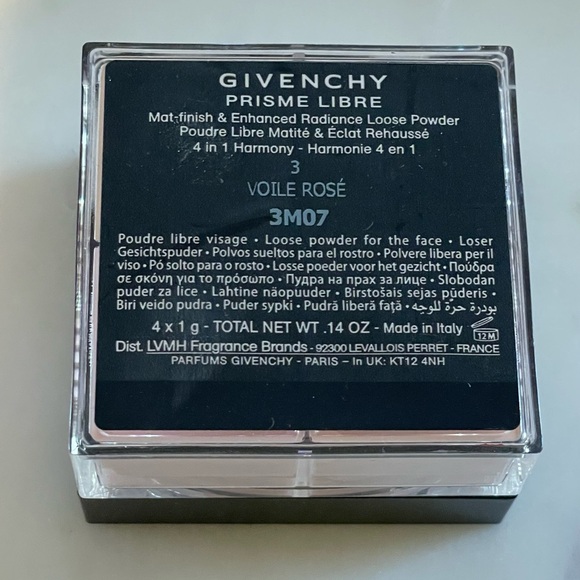 GIVENCHY
PRISME LIBRE
Mat-finish & Enhanced Radiance Loose Powder
Poudre Libre Matité & Éclat Rehaussé
4 in 1 Harmony - Harmonie 4 en 1
3
VOILE ROSÉ
3M07
Poudre libre visage • Loose powder for the face • Loser
Gesichtspuder • Polvos sueltos para el rostro • Polvere libera per il
viso • Pó solto para o rosto • Losse poeder voor het gezicht • Πούδρα
σε σκόνη για το πρόσωπο • Пудра на прах за лице • Slobodan
puder za lice • Lahtine näopuuder • Birstošais sejas pūderis •
Biri veido pudra • Puder sypki • Pudră liberă față • بودرة حرة للوجه
4 x 1 g - TOTAL NET WT .14 OZ - Made in Italy
12 M
Dist. LVMH Fragrance Brands - 92300 LEVALLOIS PERRET - FRANCE
PARFUMS GIVENCHY - PARIS – In UK: KT12 4NH